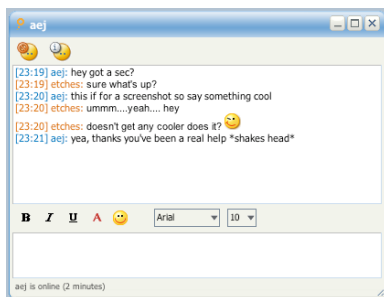 aej
[23:19] aej: hey got a sec?
[23:19] etches: sure what's up?
[23:20] aej: this if for a screenshot so say something cool
[23:20] etches: ummm....yeah.... hey
[23:20] etches: doesn't get any cooler does it?
[23:21] aej: yea, thanks you've been a real help *shakes head*
B I U A Arial 10
aej is online (2 minutes)